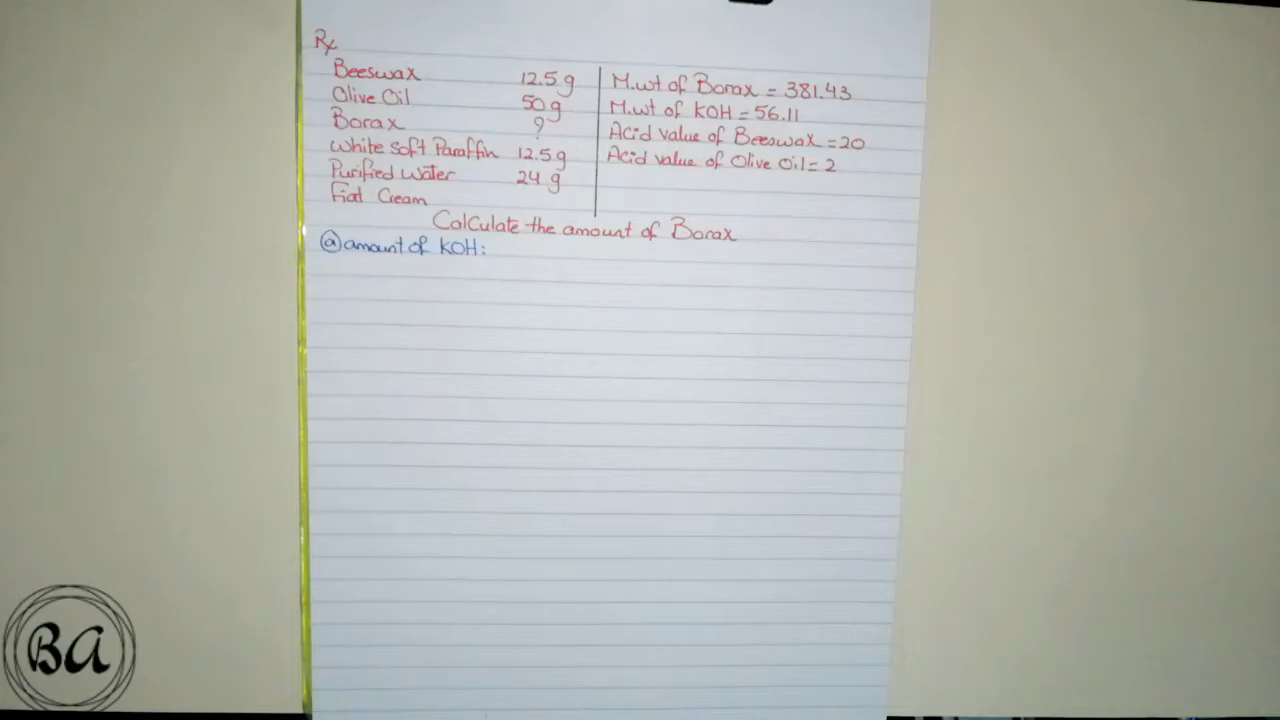 Rx
Beeswax 12.5 g
Olive Oil 50 g
Borax ?
White Soft Paraffin 12.5 g
Purified Water 24 g
Fiat Cream
M.wt of Borax = 381.43
M.wt of KOH = 56.11
Acid value of Beeswax = 20
Acid value of Olive Oil = 2
Calculate the amount of Borax
ⓐ amount of KOH:
BA